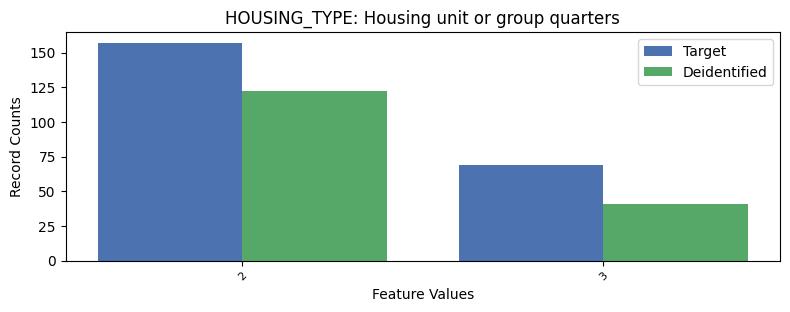 HOUSING_TYPE: Housing unit or group quarters
Target
Deidentified
Record Counts
150
125
100
75
50
25
0
2
3
Feature Values